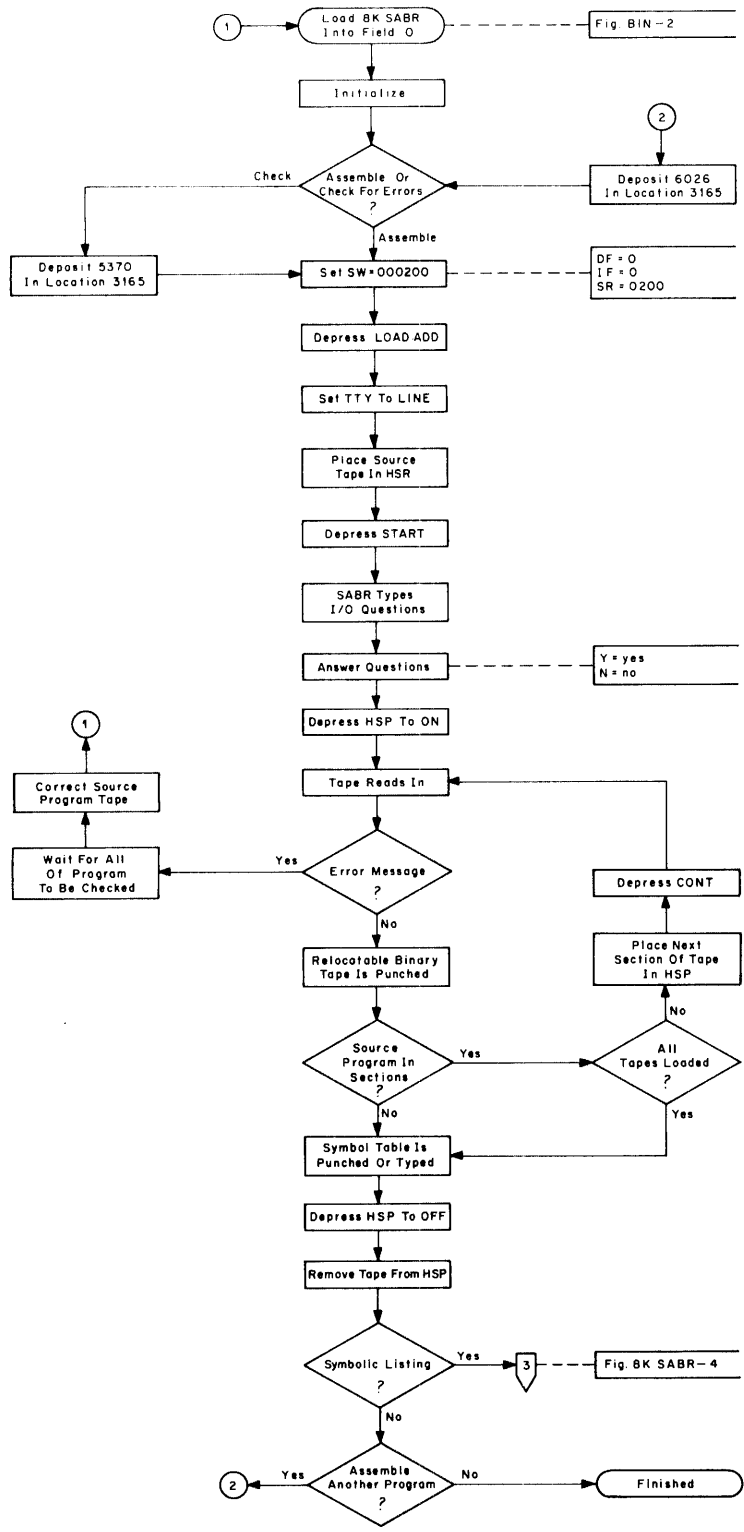 1
Load 8K SABR
Into Field 0
Fig. BIN-2
Initialize
2
Check
Assemble Or
Check For Errors
?
Deposit 6026
In Location 3165
Assemble
Deposit 5370
In Location 3165
Set SW=000200
DF = 0
IF = 0
SR = 0200
Depress LOAD ADD
Set TTY To LINE
Place Source
Tape In HSR
Depress START
SABR Types
I/O Questions
Answer Questions
Y = yes
N = no
1
Depress HSP To ON
Correct Source
Program Tape
Tape Reads In
Wait For All
Of Program
To Be Checked
Yes
Error Message
?
Depress CONT
No
Relocatable Binary
Tape Is Punched
Place Next
Section Of Tape
In HSP
No
Source
Program In
Sections
?
Yes
All
Tapes Loaded
?
No
Yes
Symbol Table Is
Punched Or Typed
Depress HSP To OFF
Remove Tape From HSP
Symbolic Listing
?
Yes
3
Fig. 8K SABR-4
No
2
Yes
Assemble
Another Program
?
No
Finished